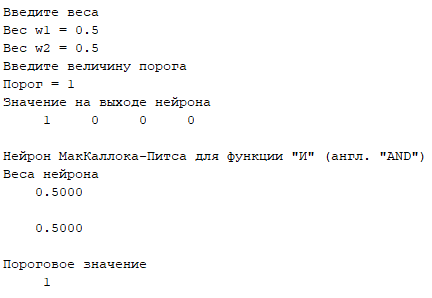 Введите веса
Вес w1 = 0.5
Вес w2 = 0.5
Введите величину порога
Порог = 1
Значение на выходе нейрона
1 0 0 0
Нейрон МакКаллока-Питса для функции "И" (англ. "AND")
Веса нейрона
0.5000
0.5000
Пороговое значение
1